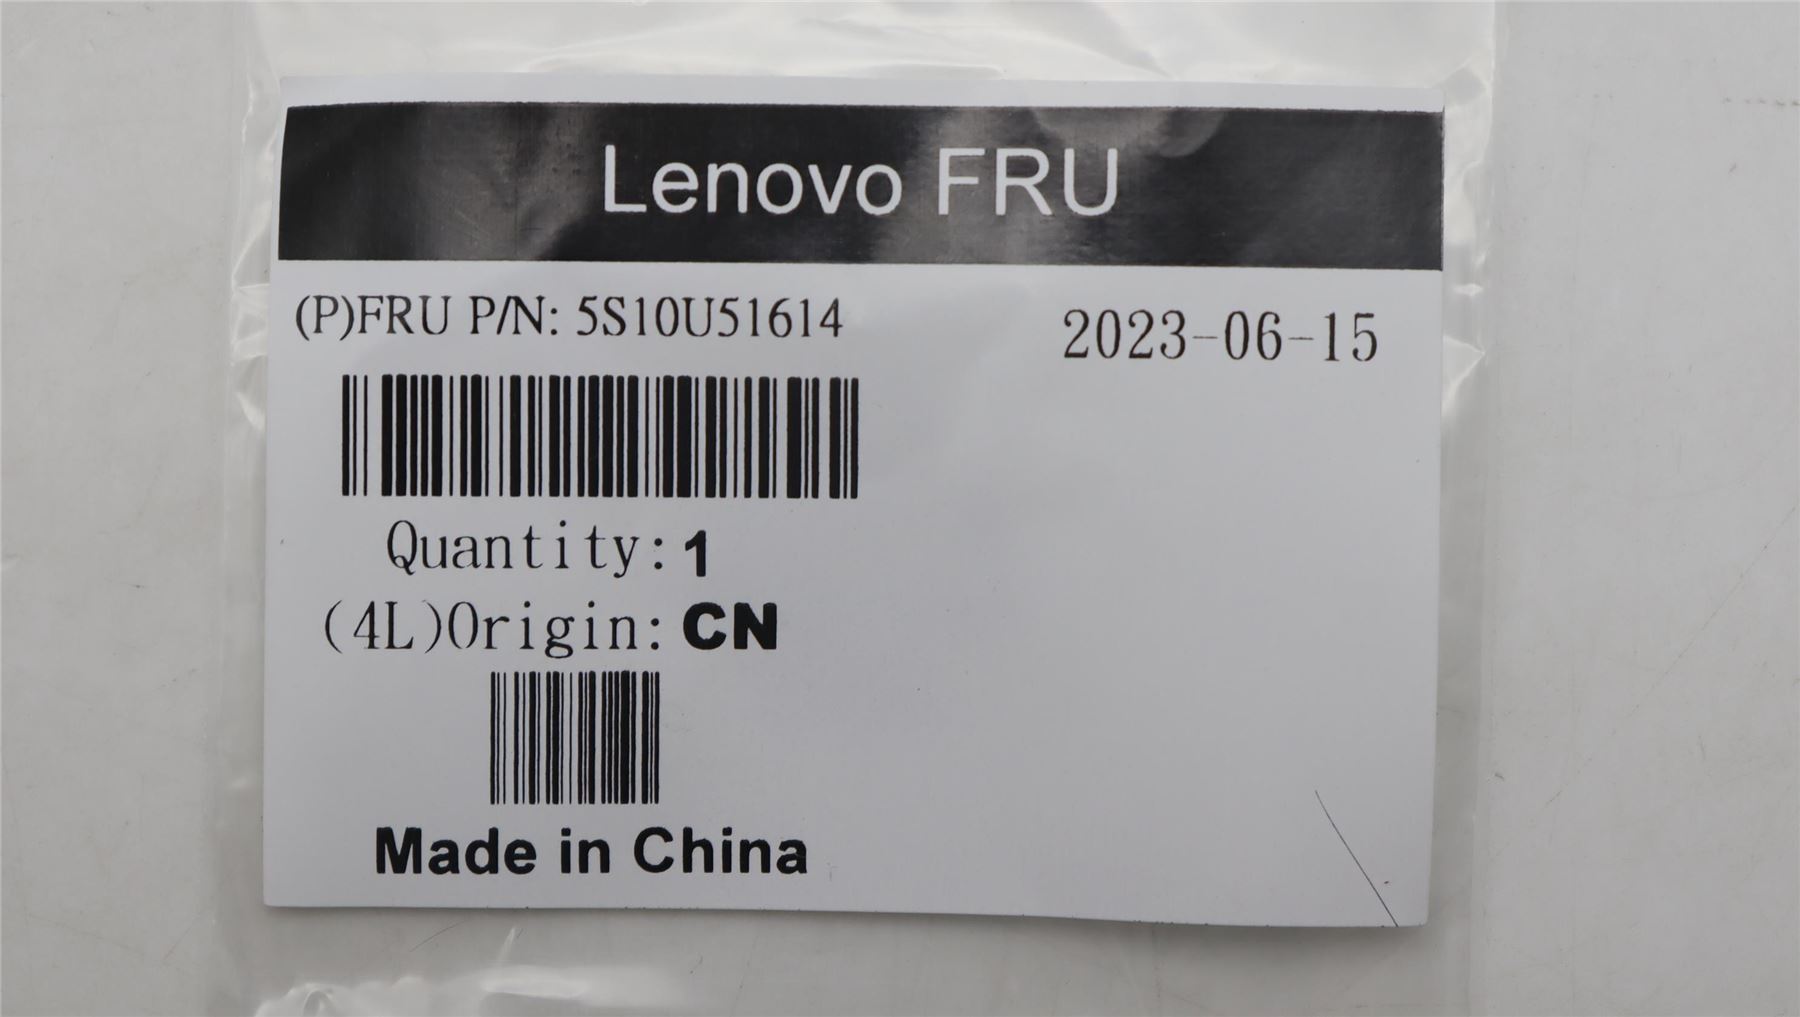 Lenovo FRU
(P)FRU P/N: 5S10U51614
2023-06-15
Quantity: 1
(4L)Origin: CN
Made in China